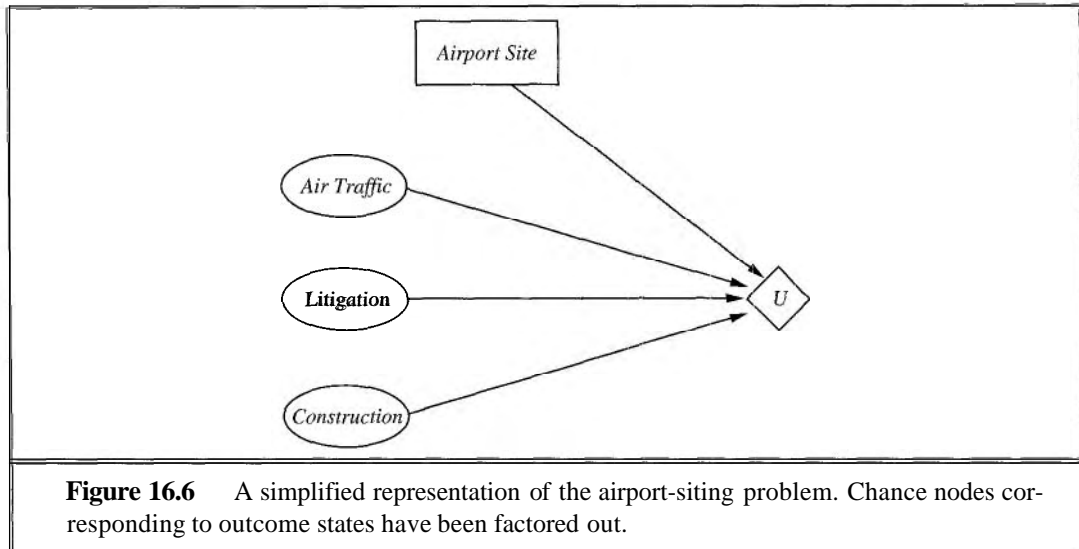 Airport Site
Air Traffic
Litigation
U
Construction
Figure 16.6 A simplified representation of the airport-siting problem. Chance nodes cor-
responding to outcome states have been factored out.